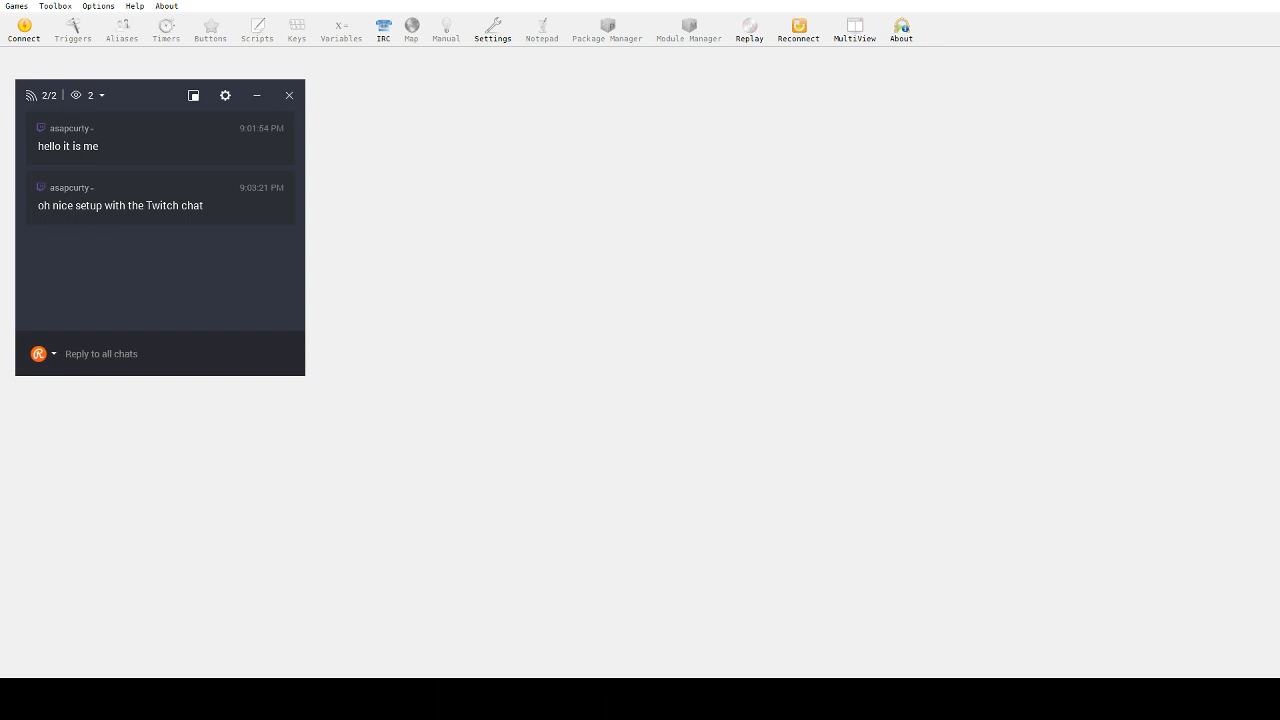 Games Toolbox Options Help About
Connect Triggers Aliases Timers Buttons Scripts Keys Variables IRC Map Manual Settings Notepad Package Manager Module Manager Replay Reconnect MultiView About
2/2 | 2
asapcurty- 9:01:54 PM
hello it is me
asapcurty- 9:03:21 PM
oh nice setup with the Twitch chat
Reply to all chats